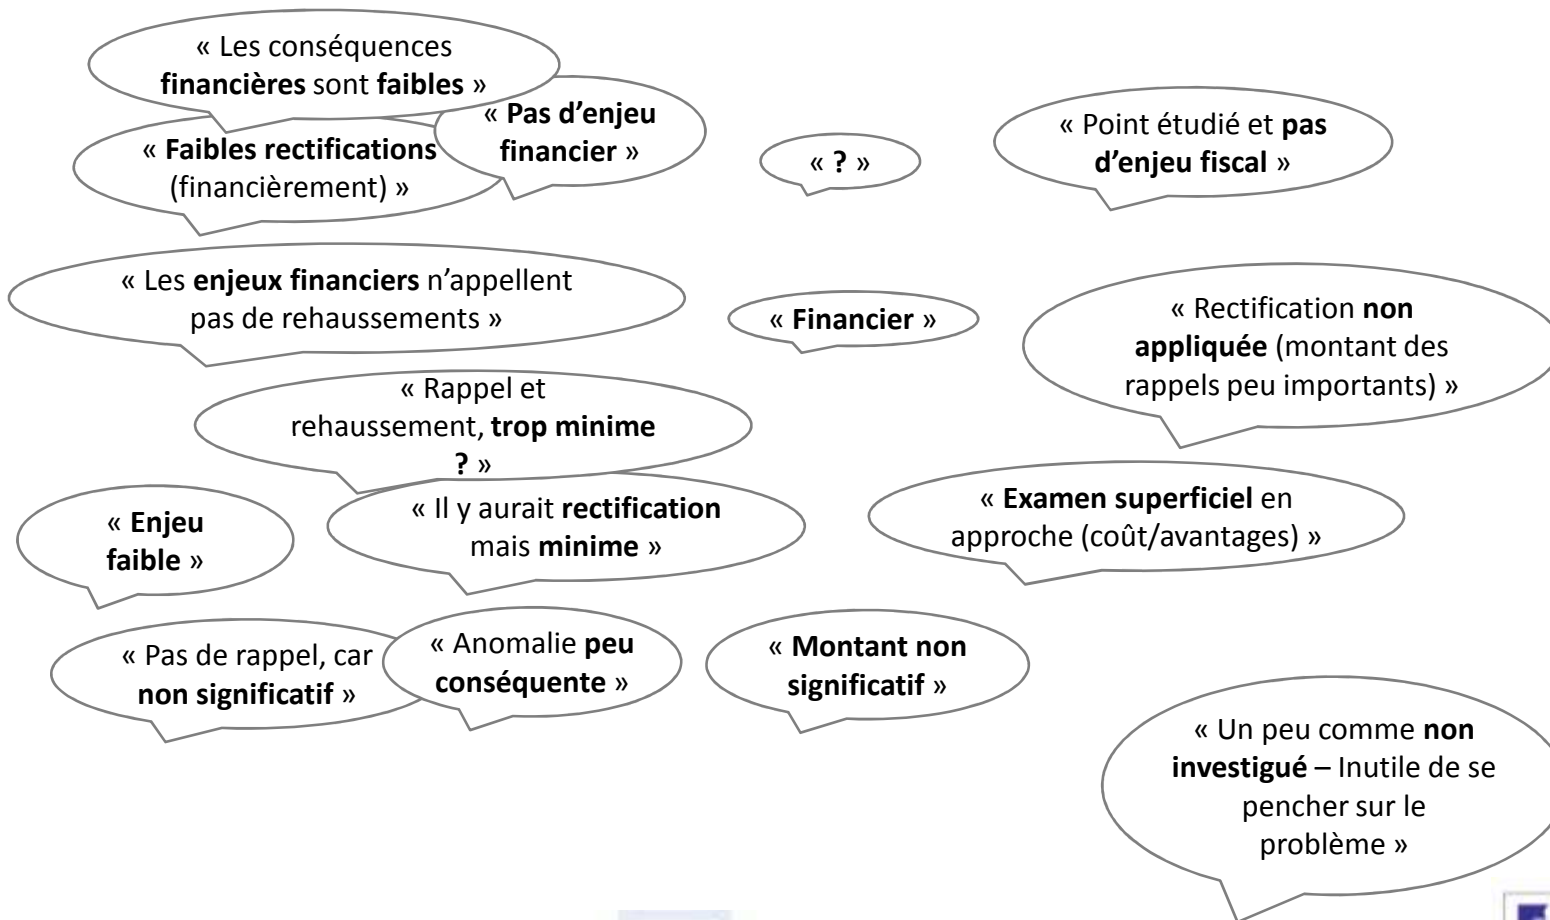 « Les conséquences
financières sont faibles »
« Pas d’enjeu
financier »
« Faibles rectifications
(financièrement) »
« ? »
« Point étudié et pas
d’enjeu fiscal »
« Les enjeux financiers n’appellent
pas de rehaussements »
« Financier »
« Rectification non
appliquée (montant des
rappels peu importants) »
« Rappel et
rehaussement, trop minime
? »
« Enjeu
faible »
« Il y aurait rectification
mais minime »
« Examen superficiel en
approche (coût/avantages) »
« Pas de rappel, car
non significatif »
« Anomalie peu
conséquente »
« Montant non
significatif »
« Un peu comme non
investigué – Inutile de se
pencher sur le
problème »